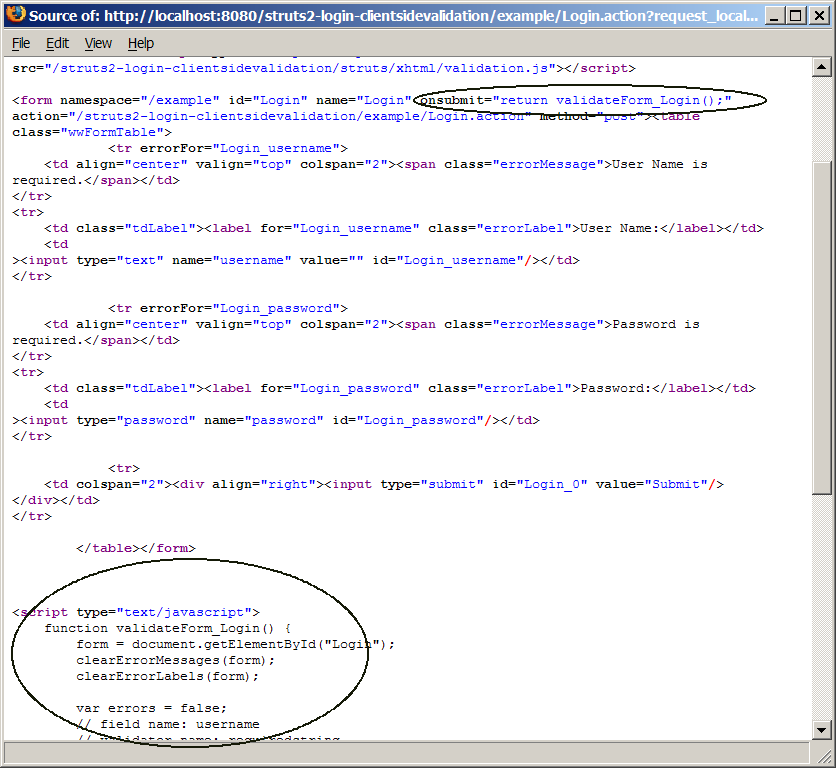 Source of: http://localhost:8080/struts2-login-clientsidevalidation/example/Login.action?request_local...
File Edit View Help
src="/struts2-login-clientsidevalidation/struts/xhtml/validation.js"></script>
<form namespace="/example" id="Login" name="Login" onsubmit="return validateForm_Login();"
action="/struts2-login-clientsidevalidation/example/Login.action" method="post"><table
class="wwFormTable">
<tr errorFor="Login_username">
<td align="center" valign="top" colspan="2"><span class="errorMessage">User Name is
required.</span></td>
</tr>
<tr>
<td class="tdLabel"><label for="Login_username" class="errorLabel">User Name:</label></td>
<td
><input type="text" name="username" value="" id="Login_username"/></td>
</tr>
<tr errorFor="Login_password">
<td align="center" valign="top" colspan="2"><span class="errorMessage">Password is
required.</span></td>
</tr>
<tr>
<td class="tdLabel"><label for="Login_password" class="errorLabel">Password:</label></td>
<td
><input type="password" name="password" id="Login_password"/></td>
</tr>
<tr>
<td colspan="2"><div align="right"><input type="submit" id="Login_0" value="Submit"/>
</div></td>
</tr>
</table></form>
<script type="text/javascript">
function validateForm_Login() {
form = document.getElementById("Login");
clearErrorMessages(form);
clearErrorLabels(form);
var errors = false;
// field name: username
// validator name: requiredstring